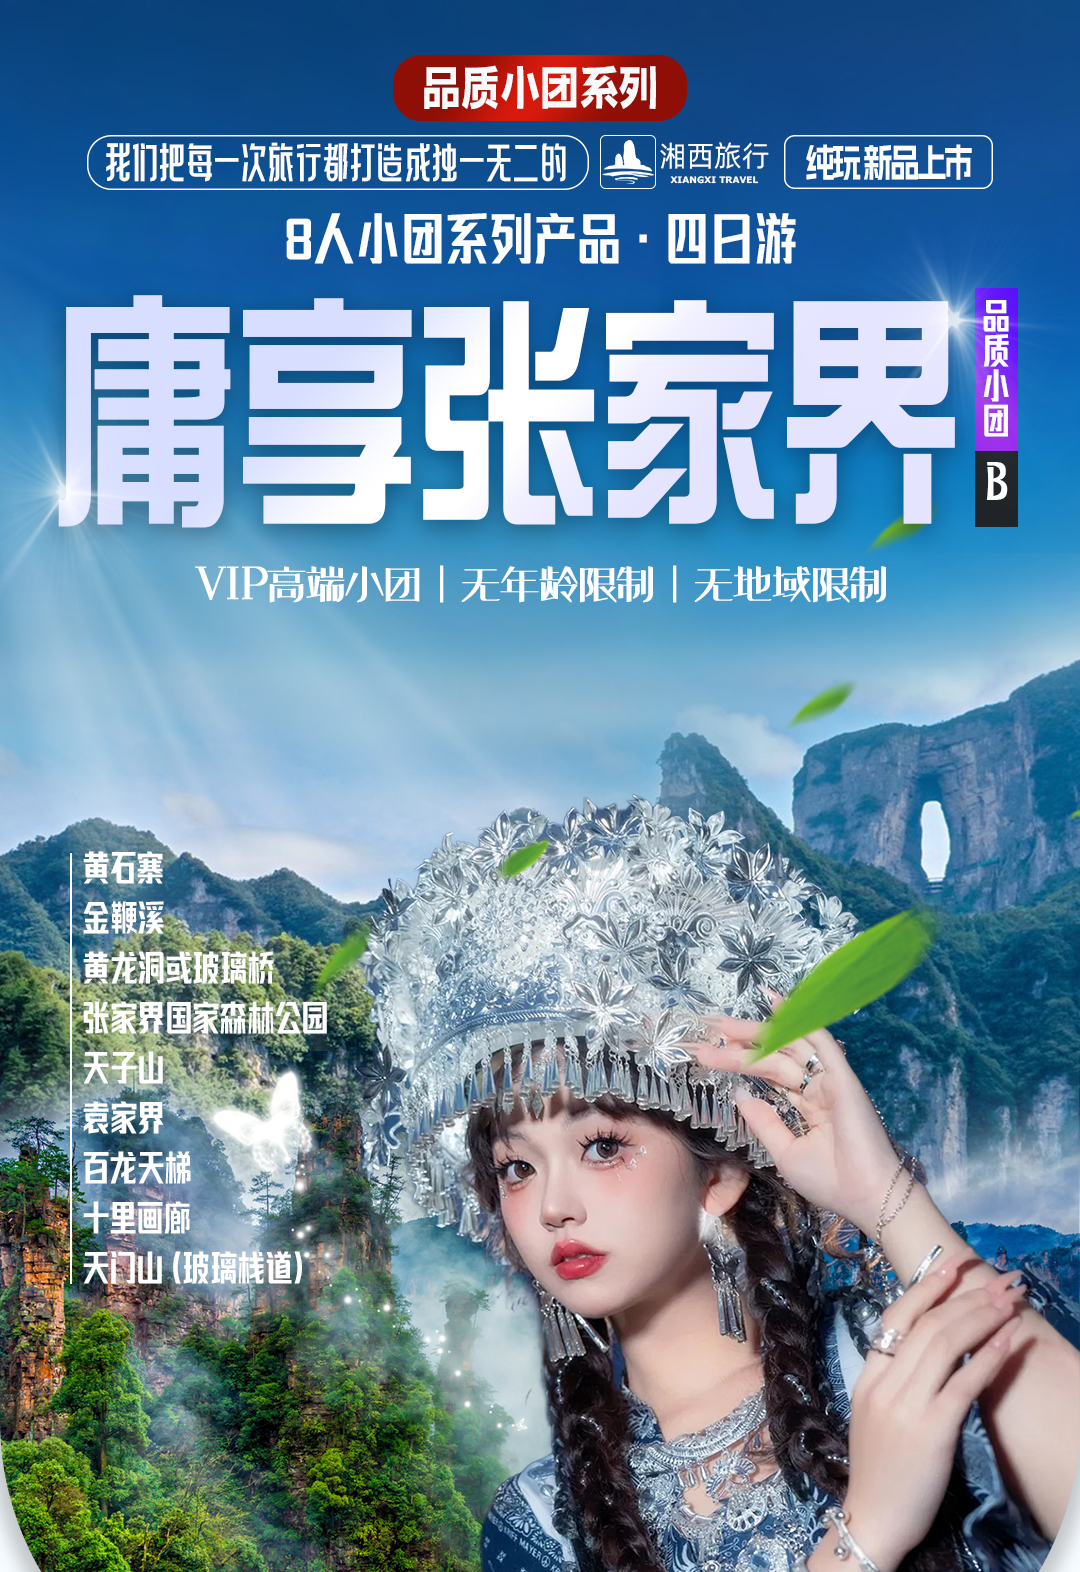 品质小团系列
我们把每一次旅行都打造成独一无二的
湘西旅行
XIANGXI TRAVEL
纯玩新品上市
8人小团系列产品·四日游
庸享张家界
品质小团
B
VIP高端小团｜无年龄限制｜无地域限制
黄石寨
金鞭溪
黄龙洞或玻璃桥
张家界国家森林公园
天子山
袁家界
百龙天梯
十里画廊
天门山(玻璃栈道)